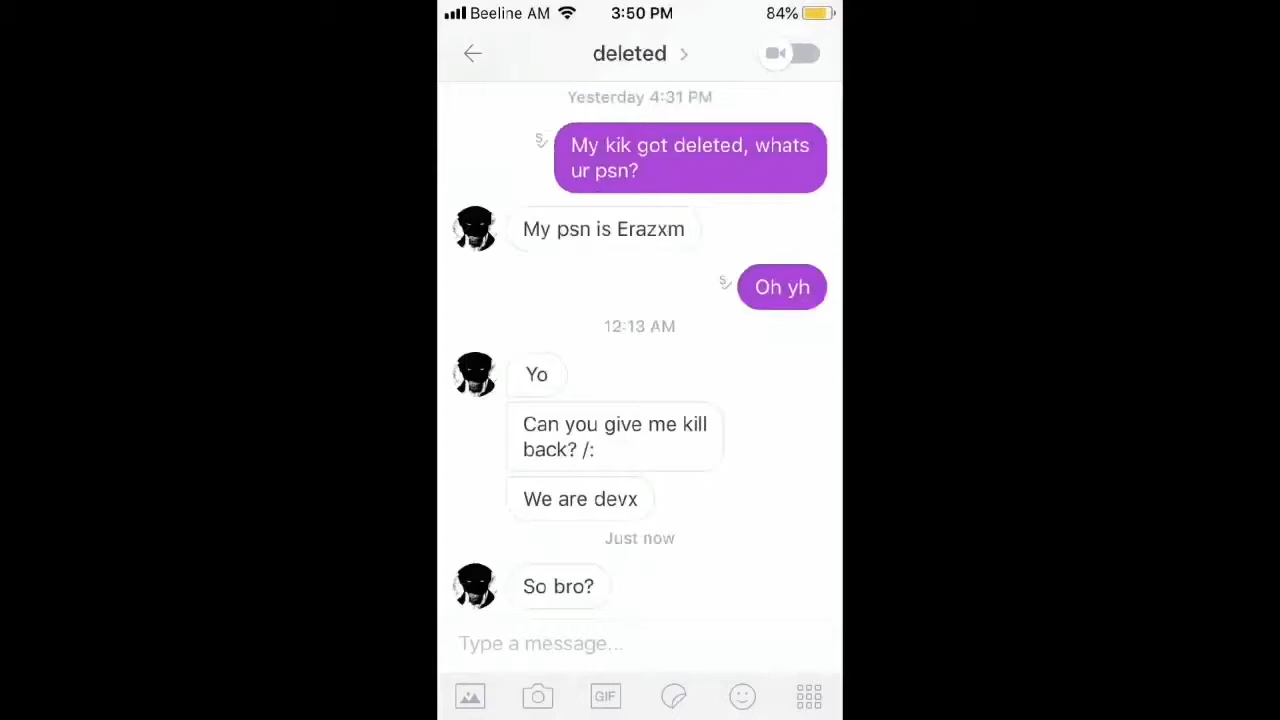 Beeline AM 3:50 PM 84%
deleted
Yesterday 4:31 PM
S
My kik got deleted, whats
ur psn?
My psn is Erazxm
S
Oh yh
12:13 AM
Yo
Can you give me kill
back? /:
We are devx
Just now
So bro?
Type a message...
GIF